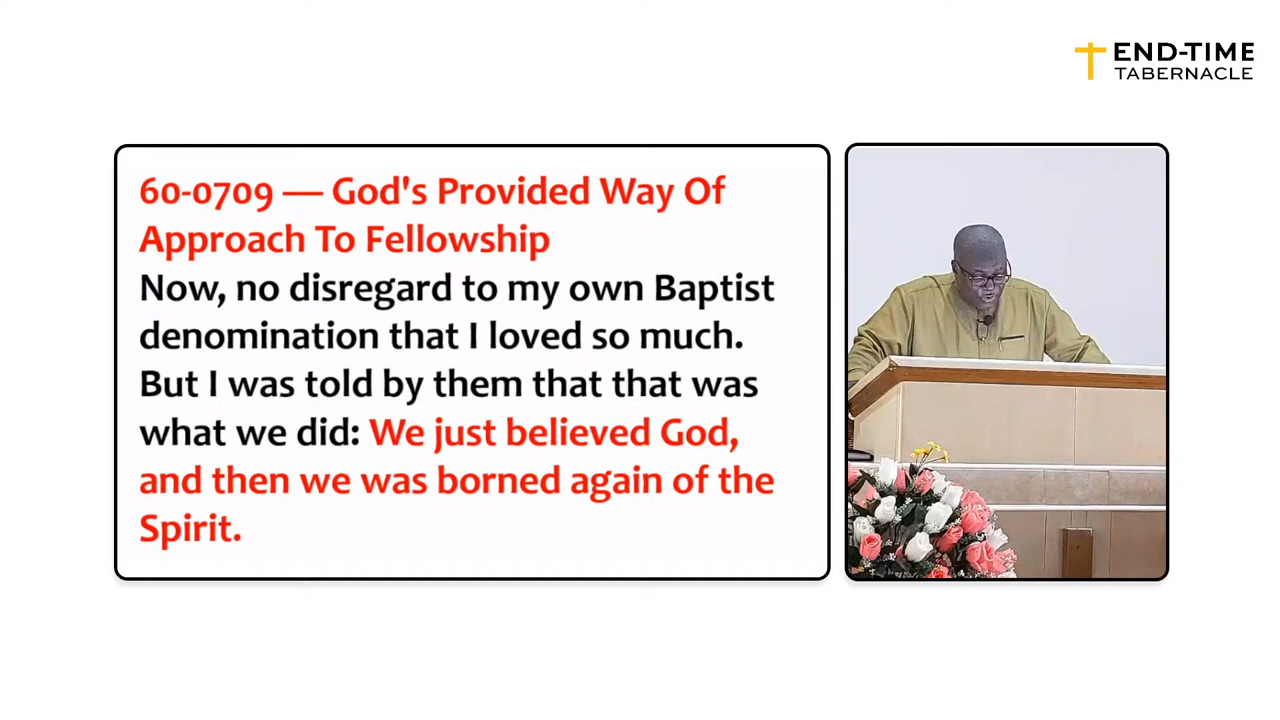 END-TIME
TABERNACLE
60-0709 — God's Provided Way Of
Approach To Fellowship
Now, no disregard to my own Baptist
denomination that I loved so much.
But I was told by them that that was
what we did: We just believed God,
and then we was borned again of the
Spirit.